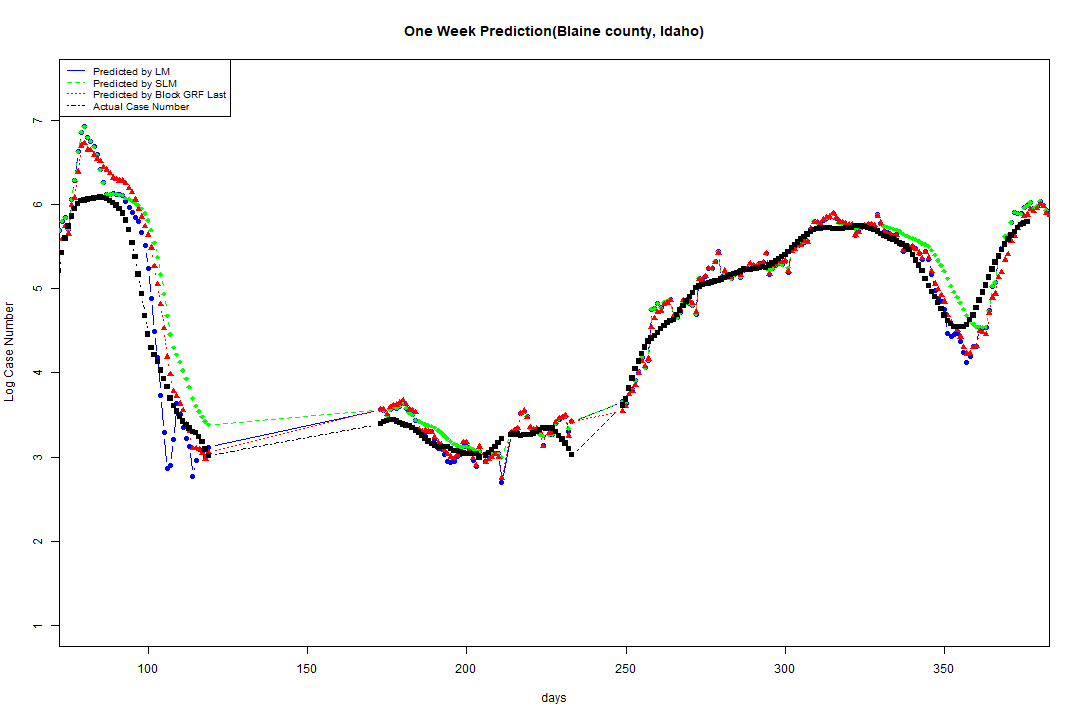 One Week Prediction(Blaine county, Idaho)
Predicted by LM
Predicted by SLM
Predicted by Block GRF Last
Actual Case Number
7
6
5
4
3
2
1
Log Case Number
100 150 200 250 300 350
days